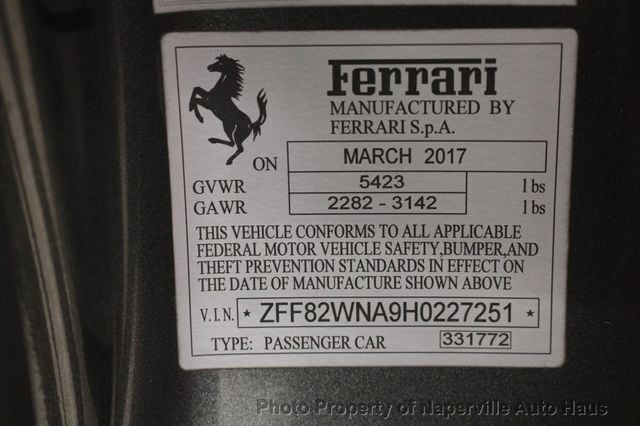 Ferrari
MANUFACTURED BY
FERRARI S.p.A.
ON MARCH 2017
GVWR 5423 lbs
GAWR 2282 - 3142 lbs
THIS VEHICLE CONFORMS TO ALL APPLICABLE
FEDERAL MOTOR VEHICLE SAFETY,BUMPER,AND
THEFT PREVENTION STANDARDS IN EFFECT ON
THE DATE OF MANUFACTURE SHOWN ABOVE
V.I.N. * ZFF82WNA9H0227251 *
TYPE: PASSENGER CAR 331772
Photo Property of Naperville Auto Haus